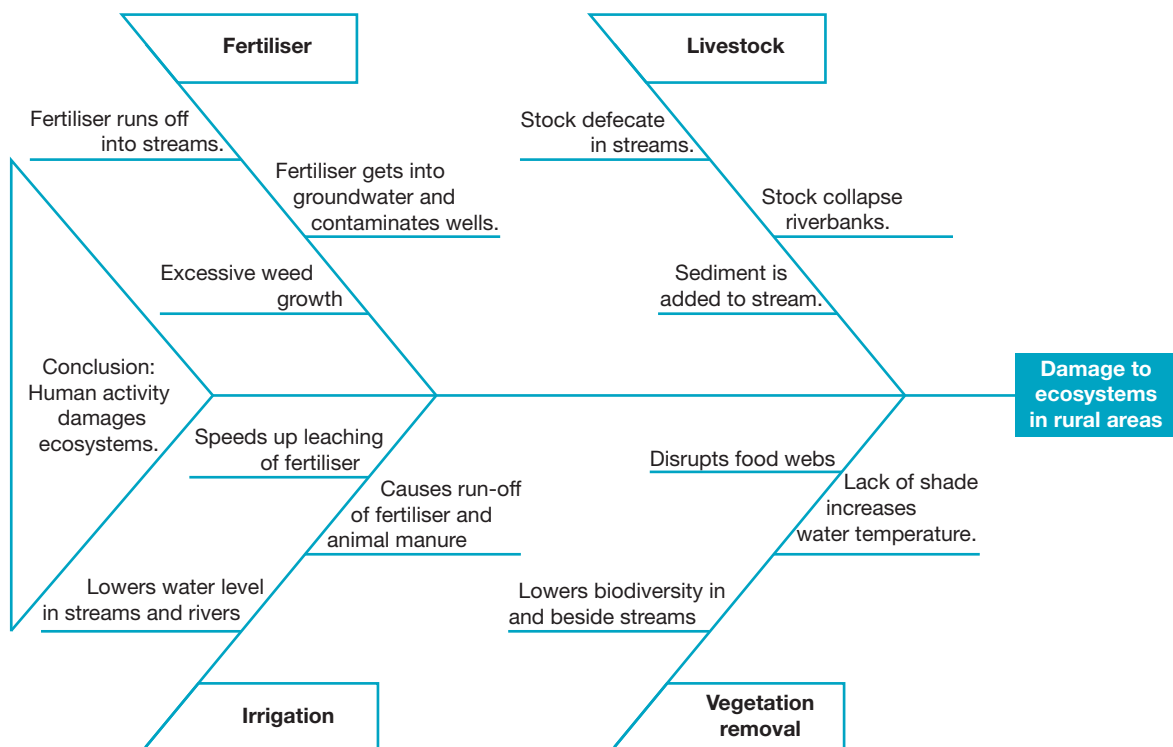 Fertiliser
Livestock
Fertiliser runs off
into streams.
Stock defecate
in streams.
Fertiliser gets into
groundwater and
contaminates wells.
Stock collapse
riverbanks.
Excessive weed
growth
Sediment is
added to stream.
Conclusion:
Human activity
damages
ecosystems.
Damage to
ecosystems
in rural areas
Speeds up leaching
of fertiliser
Disrupts food webs
Causes run-off
of fertiliser and
animal manure
Lack of shade
increases
water temperature.
Lowers water level
in streams and rivers
Lowers biodiversity in
and beside streams
Irrigation
Vegetation
removal